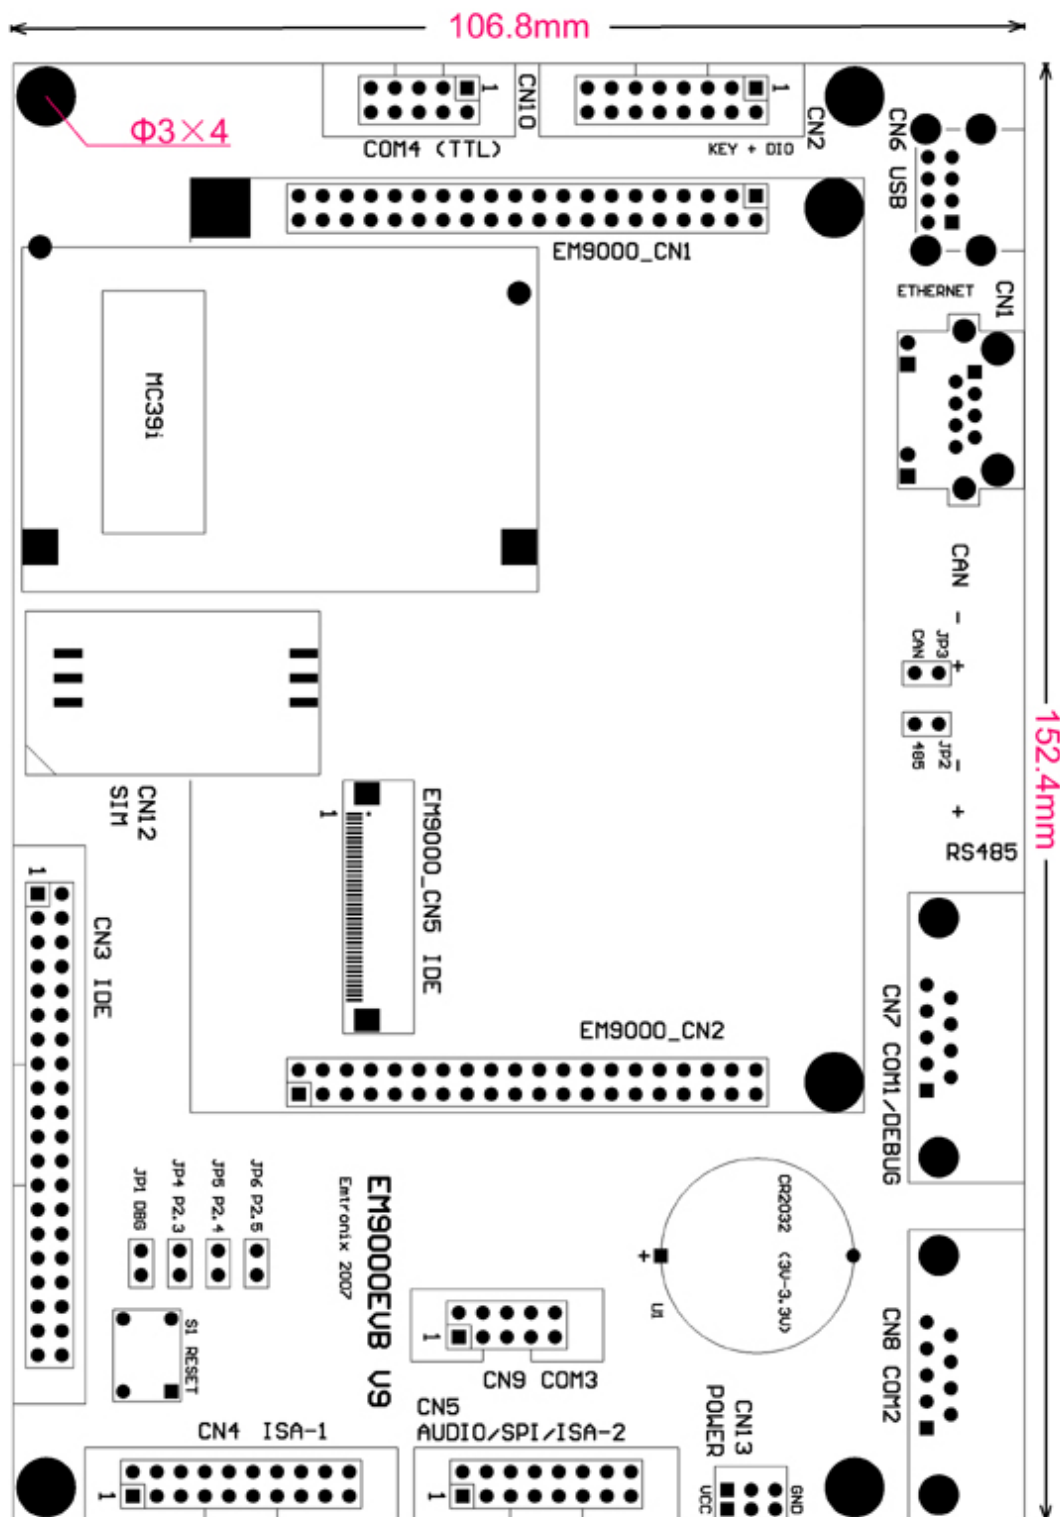 106.8mm
Φ3×4
1
CN10
COM4 (TTL)
1
CN2
KEY + DIO
CN6 USB
EM9000_CN1
ETHERNET
CN1
MC39i
CAN
-
+
CAN
JP3
485
JP2
-
+
RS485
152.4mm
CN12
SIM
1
EM9000_CN5 IDE
1
CN3 IDE
EM9000_CN2
CN7 COM1/DEBUG
JP1 DBG
JP4 P2.3
JP5 P2.4
JP6 P2.5
EM9000EVB V9
Emtronix 2007
CR2032 (3V-3.3V)
+
U1
S1 RESET
1
CN9 COM3
CN8 COM2
CN4 ISA-1
1
CN5
AUDIO/SPI/ISA-2
1
CN13
POWER
VCC
GND